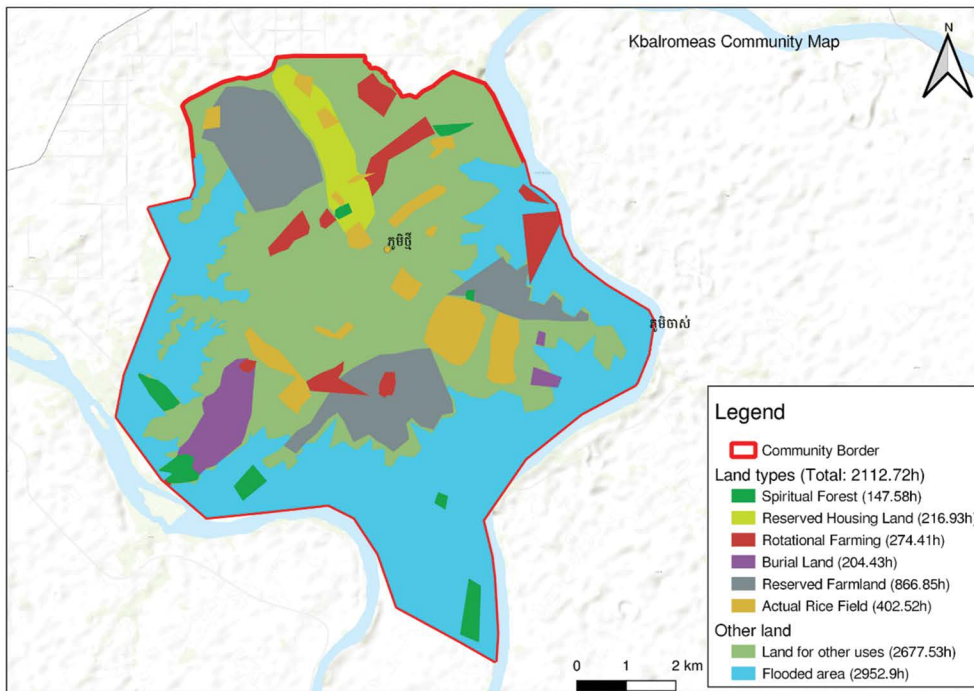 Kbalromeas Community Map
N
ភូមិថ្មី
ភូមិចាស់
Legend
Community Border
Land types (Total: 2112.72h)
Spiritual Forest (147.58h)
Reserved Housing Land (216.93h)
Rotational Farming (274.41h)
Burial Land (204.43h)
Reserved Farmland (866.85h)
Actual Rice Field (402.52h)
Other land
Land for other uses (2677.53h)
Flooded area (2952.9h)
0 1 2 km